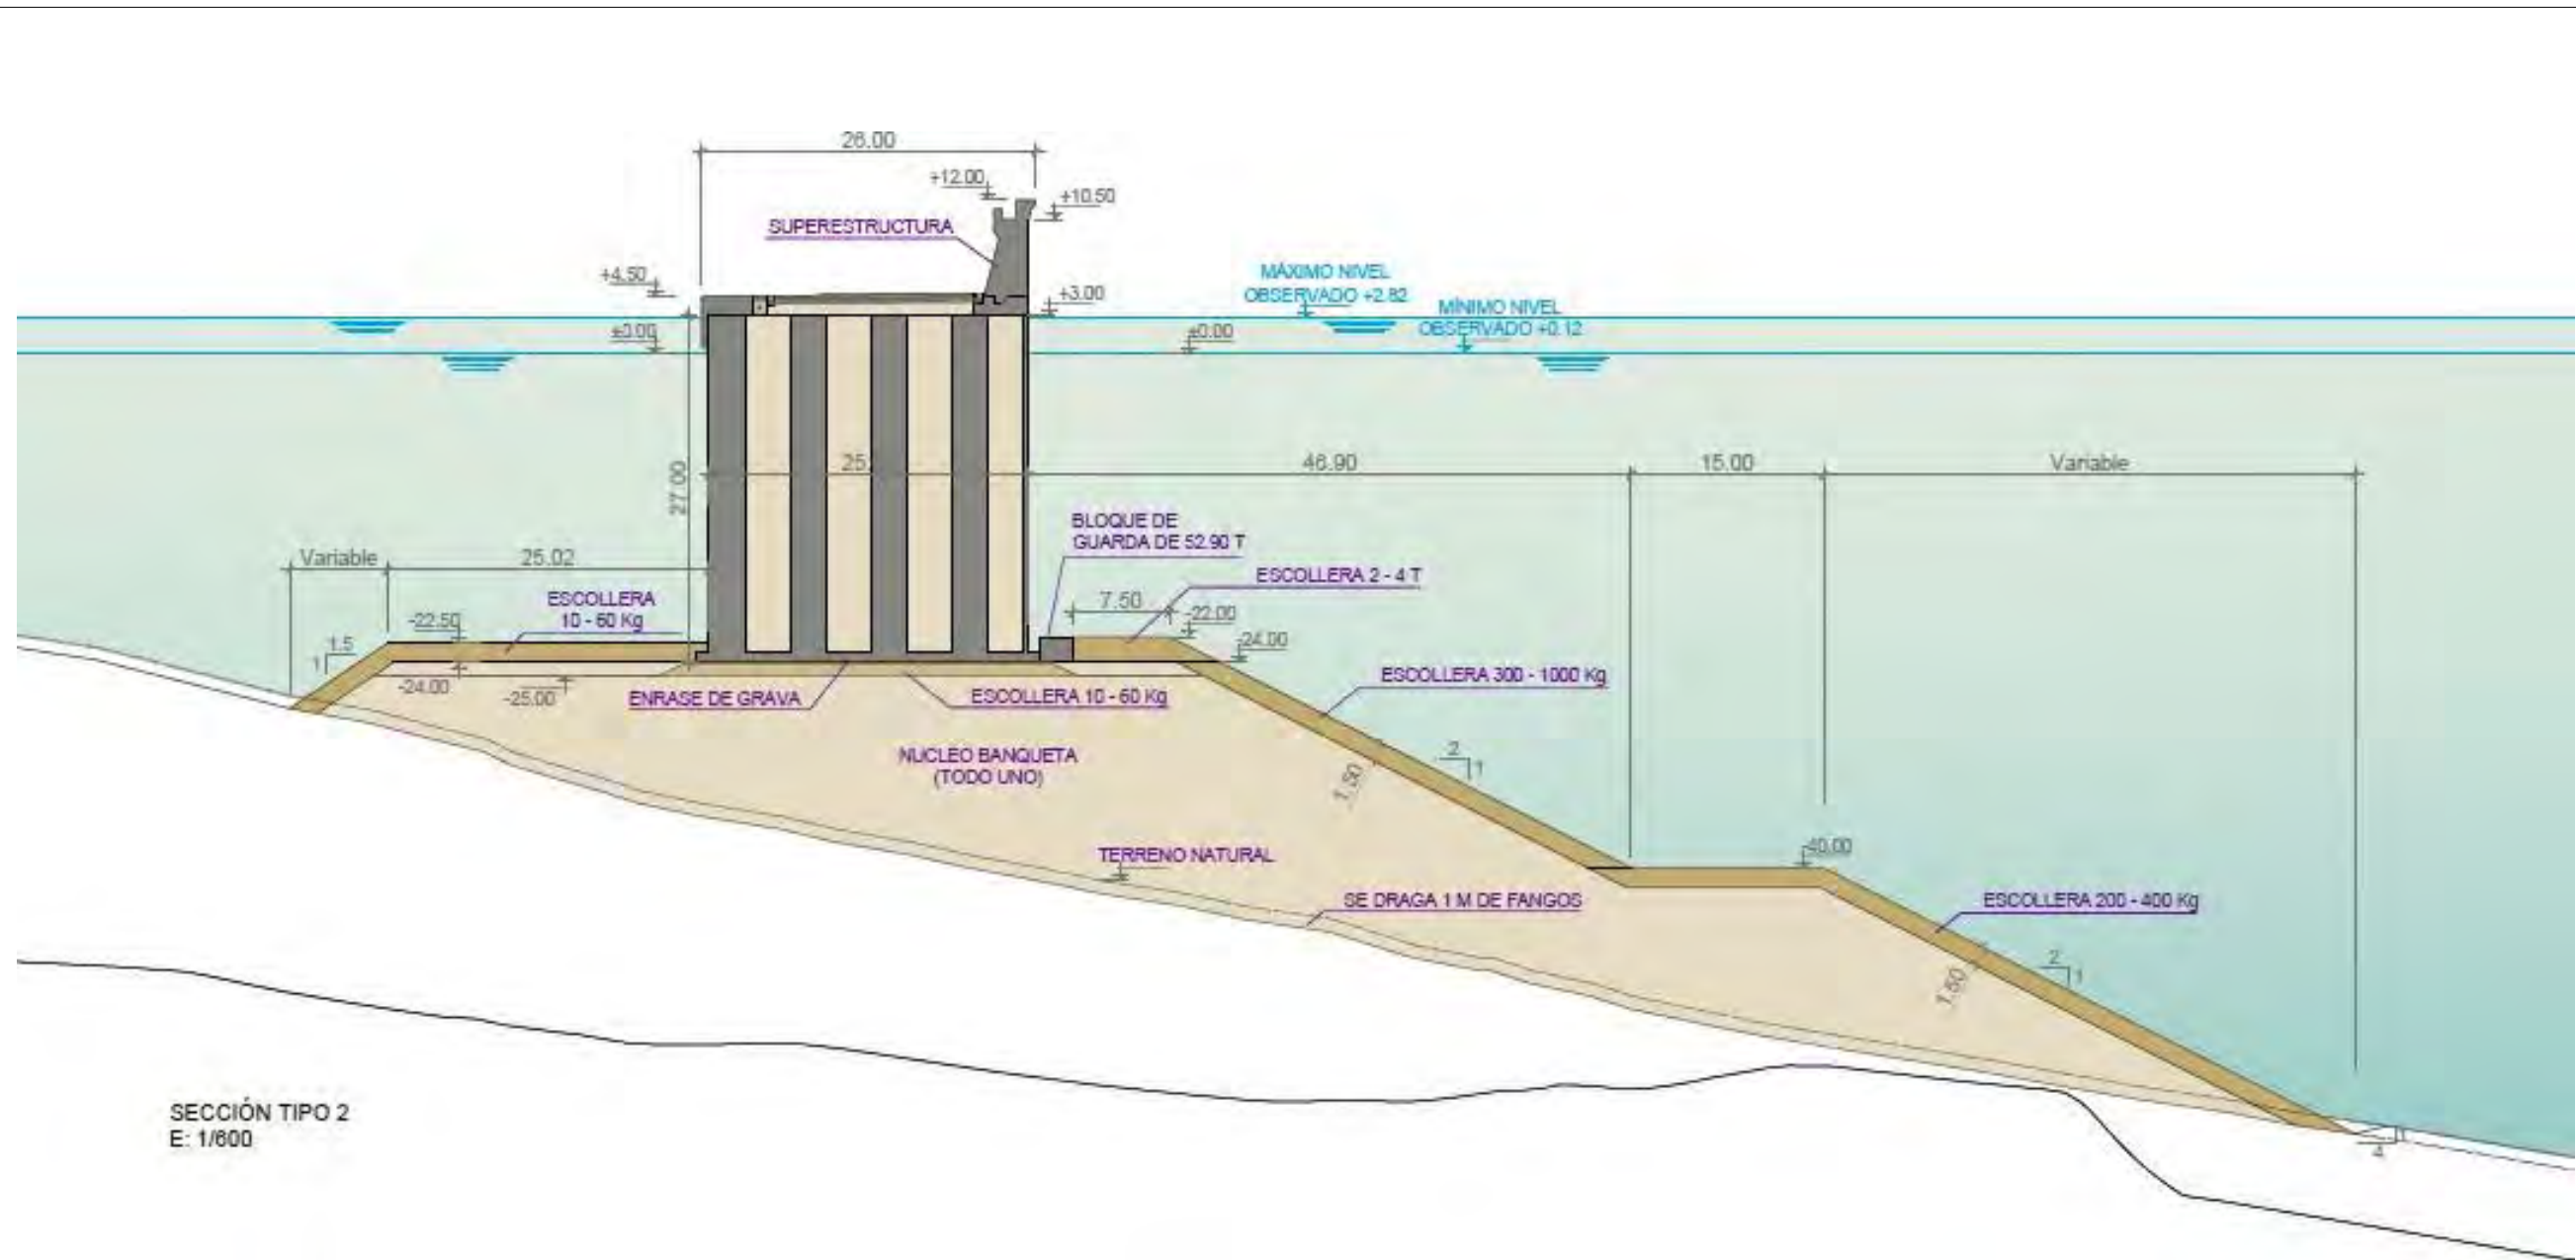 26.00
+12.00
+10.50
SUPERESTRUCTURA
+4.50
+3.00
MÁXIMO NIVEL
OBSERVADO +2.82
MÍNIMO NIVEL
OBSERVADO +0.12
±0.00
±0.00
27.00
25.
46.90
15.00
Variable
BLOQUE DE
GUARDA DE 52.90 T
Variable
25.02
ESCOLLERA 2 - 4 T
7.50
ESCOLLERA
10 - 60 Kg
-22.50
-22.00
-24.00
1.5
1
-24.00
-25.00
ENRASE DE GRAVA
ESCOLLERA 10 - 60 Kg
ESCOLLERA 300 - 1000 Kg
NUCLEO BANQUETA
(TODO UNO)
2
1
1.50
TERRENO NATURAL
-40.00
SE DRAGA 1 M DE FANGOS
ESCOLLERA 200 - 400 Kg
2
1
1.50
1
4
SECCIÓN TIPO 2
E: 1/600